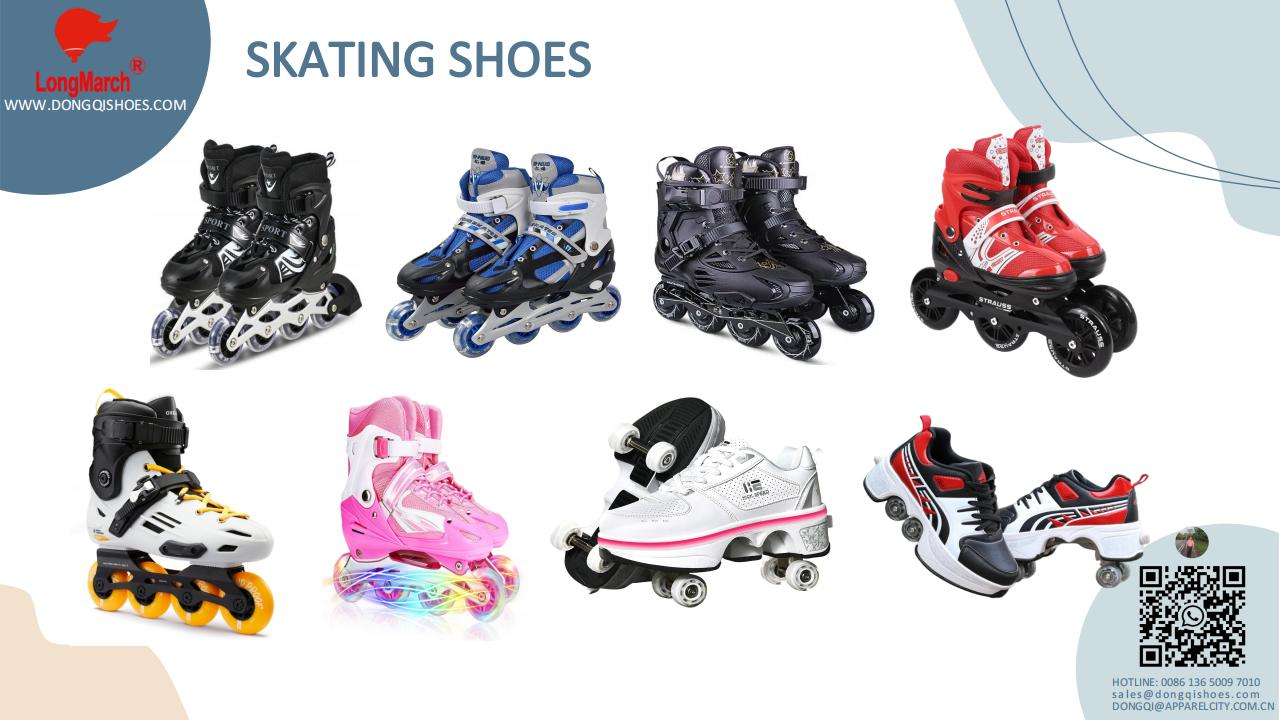 LongMarch®
WWW.DONGQISHOES.COM
SKATING SHOES
SPORT
SPORT
STRAUSS
STRAUSS
HOTLINE: 0086 136 5009 7010
sales@dongqishoes.com
DONGQI@APPARELCITY.COM.CN